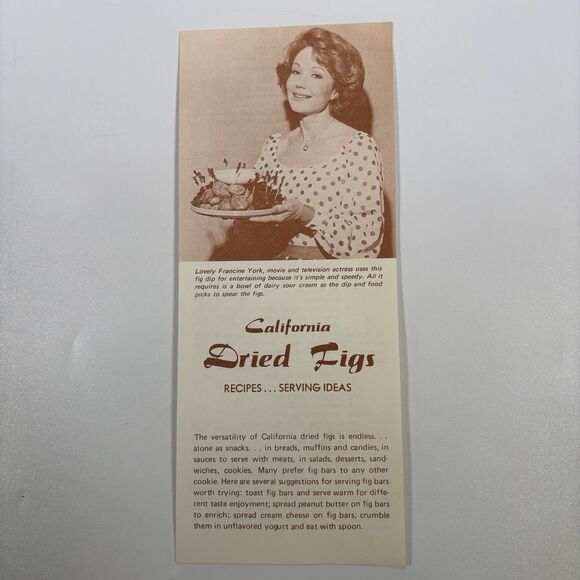 Lovely Francine York, movie and television actress uses this
fig dip for entertaining because it's simple and speedy. All it
requires is a bowl of dairy sour cream as the dip and food
picks to spear the figs.
California
Dried Figs
RECIPES . . . SERVING IDEAS
The versatility of California dried figs is endless. . .
alone as snacks. . . in breads, muffins and candies, in
sauces to serve with meats, in salads, desserts, sand-
wiches, cookies. Many prefer fig bars to any other
cookie. Here are several suggestions for serving fig bars
worth trying: toast fig bars and serve warm for diffe-
rent taste enjoyment; spread peanut butter on fig bars
to enrich; spread cream cheese on fig bars; crumble
them in unflavored yogurt and eat with spoon.